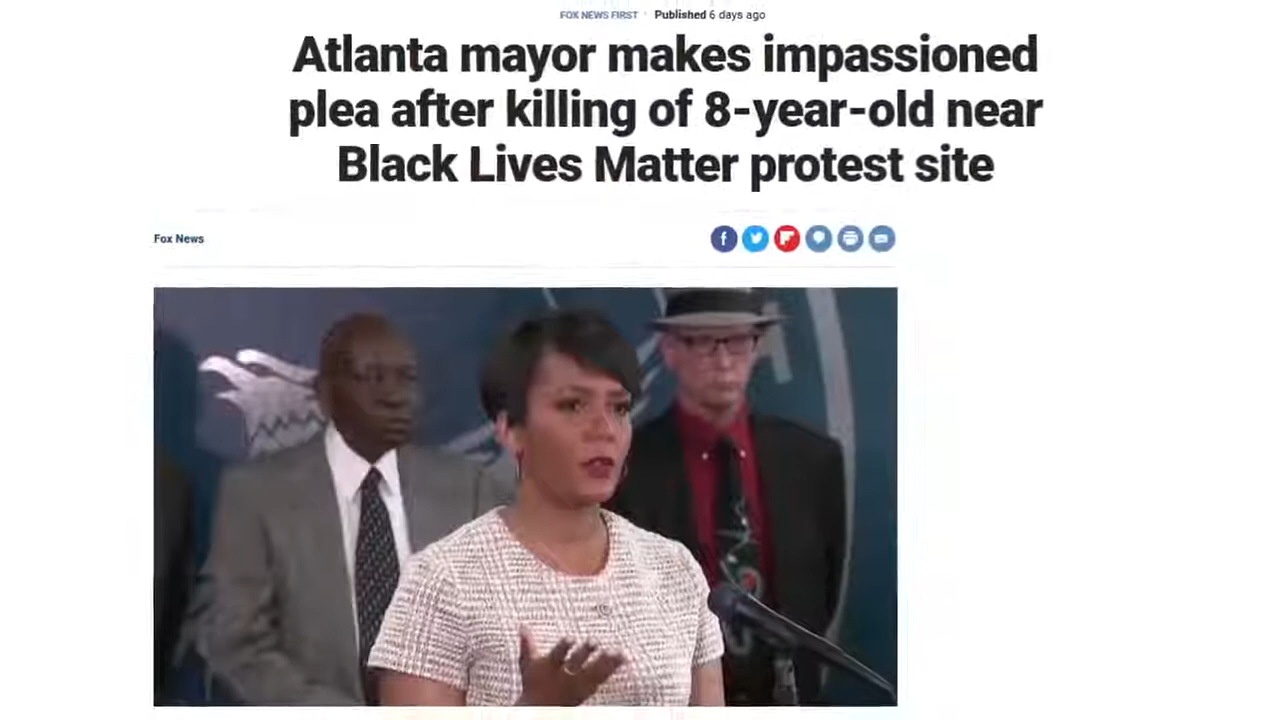 FOX NEWS FIRST · Published 6 days ago
Atlanta mayor makes impassioned
plea after killing of 8-year-old near
Black Lives Matter protest site
Fox News